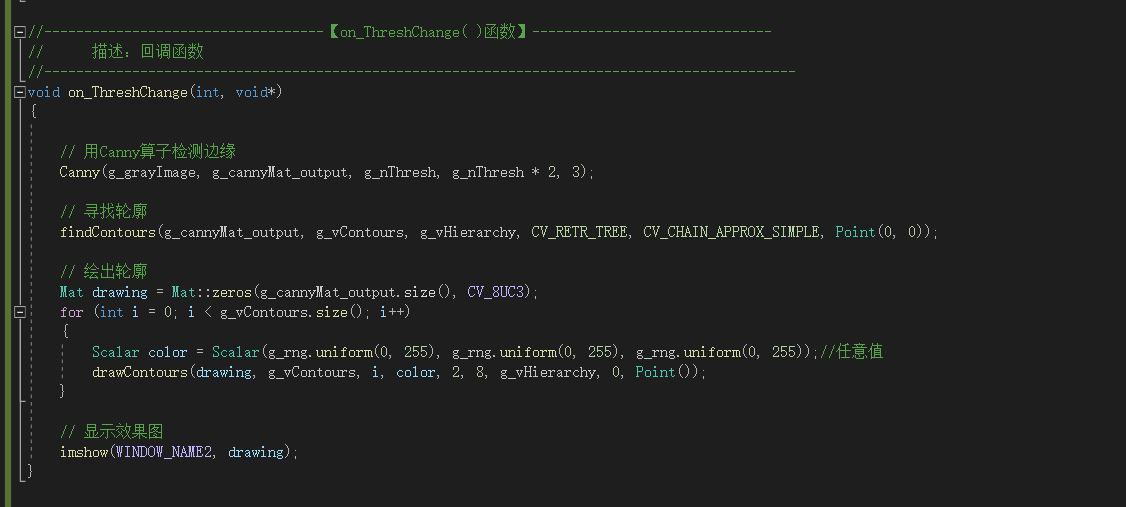 //-----------------------------------【on_ThreshChange( )函数】------------------------------
//      描述：回调函数
//----------------------------------------------------------------------------------------------
void on_ThreshChange(int, void*)
{
    // 用Canny算子检测边缘
    Canny(g_grayImage, g_cannyMat_output, g_nThresh, g_nThresh * 2, 3);
    // 寻找轮廓
    findContours(g_cannyMat_output, g_vContours, g_vHierarchy, CV_RETR_TREE, CV_CHAIN_APPROX_SIMPLE, Point(0, 0));
    // 绘出轮廓
    Mat drawing = Mat::zeros(g_cannyMat_output.size(), CV_8UC3);
    for (int i = 0; i < g_vContours.size(); i++)
    {
        Scalar color = Scalar(g_rng.uniform(0, 255), g_rng.uniform(0, 255), g_rng.uniform(0, 255));//任意值
        drawContours(drawing, g_vContours, i, color, 2, 8, g_vHierarchy, 0, Point());
    }
    // 显示效果图
    imshow(WINDOW_NAME2, drawing);
}